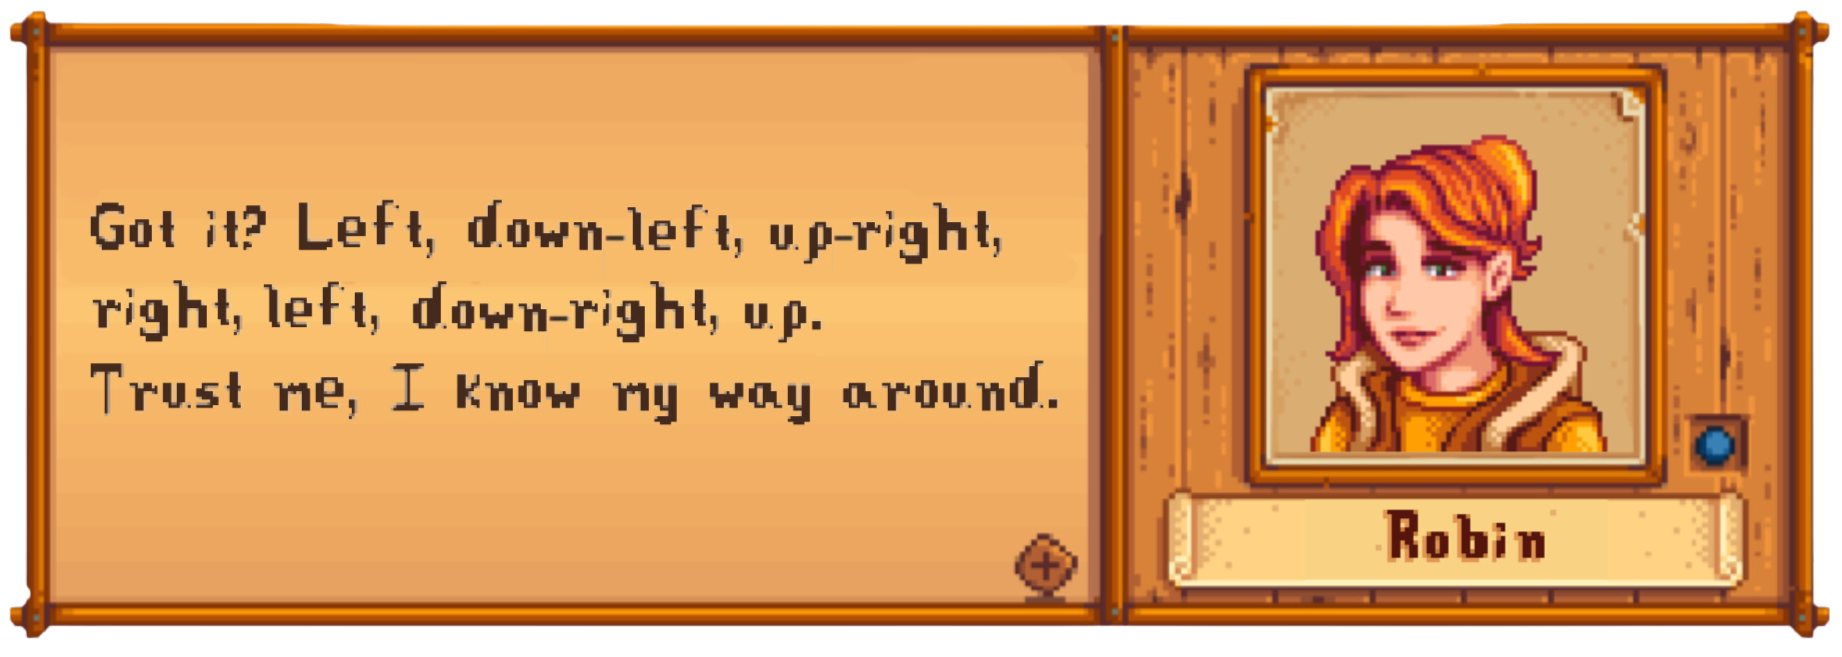 Got it? Left, down-left, up-right,
right, left, down-right, up.
Trust me, I know my way around.
Robin